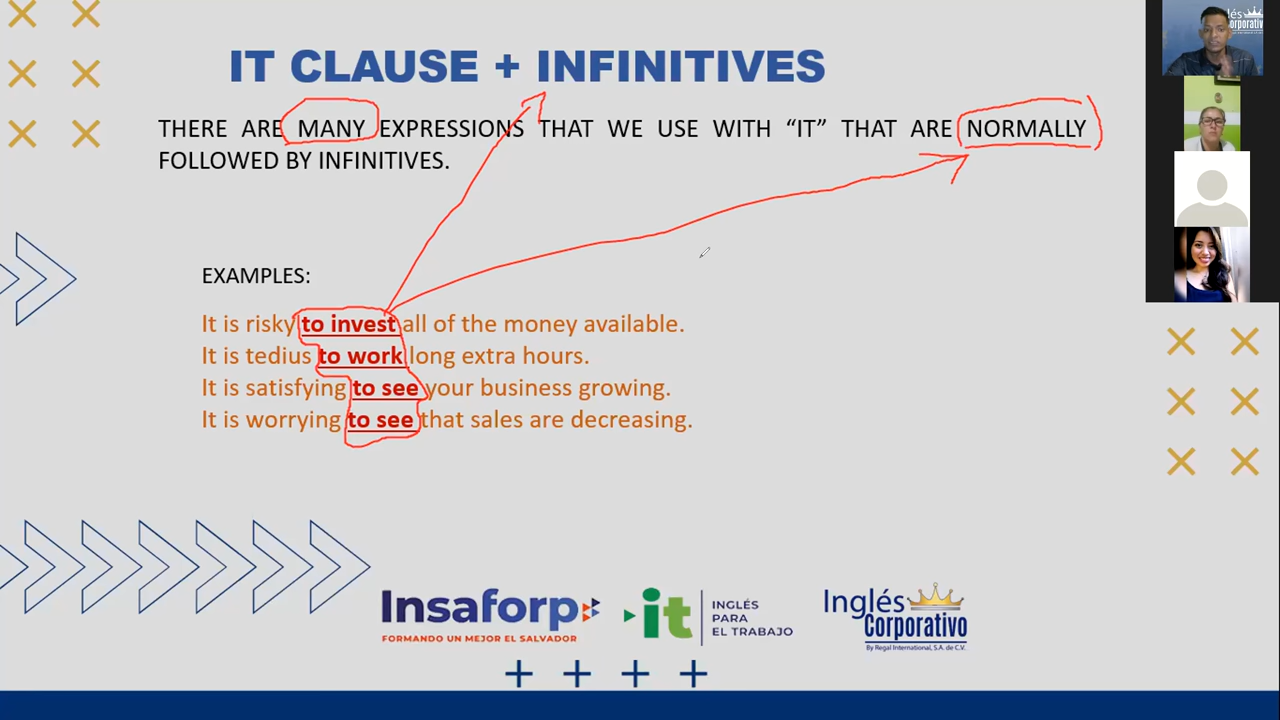 IT CLAUSE + INFINITIVES
THERE ARE MANY EXPRESSIONS THAT WE USE WITH “IT” THAT ARE NORMALLY
FOLLOWED BY INFINITIVES.
EXAMPLES:
It is risky to invest all of the money available.
It is tedius to work long extra hours.
It is satisfying to see your business growing.
It is worrying to see that sales are decreasing.
Insaforp
FORMANDO UN MEJOR EL SALVADOR
it
INGLÉS
PARA
EL TRABAJO
Inglés
Corporativo
By Regal International, S.A. de C.V.